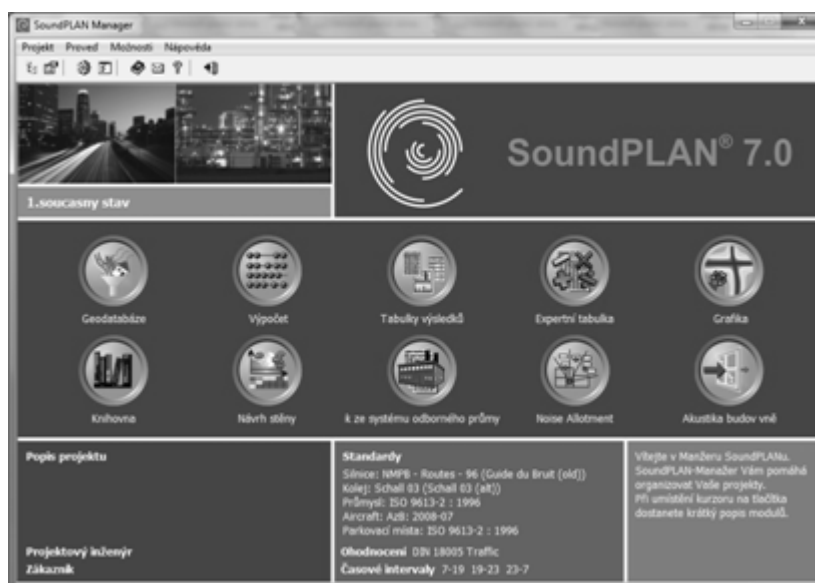 SoundPLAN Manager
Projekt Proved Možnosti Nápověda
SoundPLAN® 7.0
1.soucasny stav
Geodatabáze
Výpočet
Tabulky výsledků
Expertní tabulka
Grafika
Knihovna
Návrh stěny
k ze systému odborného průmy
Noise Allotment
Akustika budov vně
Popis projektu
Projektový inženýr
Zákazník
Standardy
Silnice: NMPB - Routes - 96 (Guide du Bruit (old))
Kolej: Schall 03 (Schall 03 (alt))
Průmysl: ISO 9613-2 : 1996
Aircraft: AzB: 2008-07
Parkovací místa: ISO 9613-2 : 1996
Ohodnocení DIN 18005 Traffic
Časové intervaly 7-19 19-23 23-7
Vítejte v Manžeru SoundPLANu.
SoundPLAN-Manažer Vám pomáhá
organizovat Vaše projekty.
Při umístění kurzoru na tlačítka
dostanete krátký popis modulů.